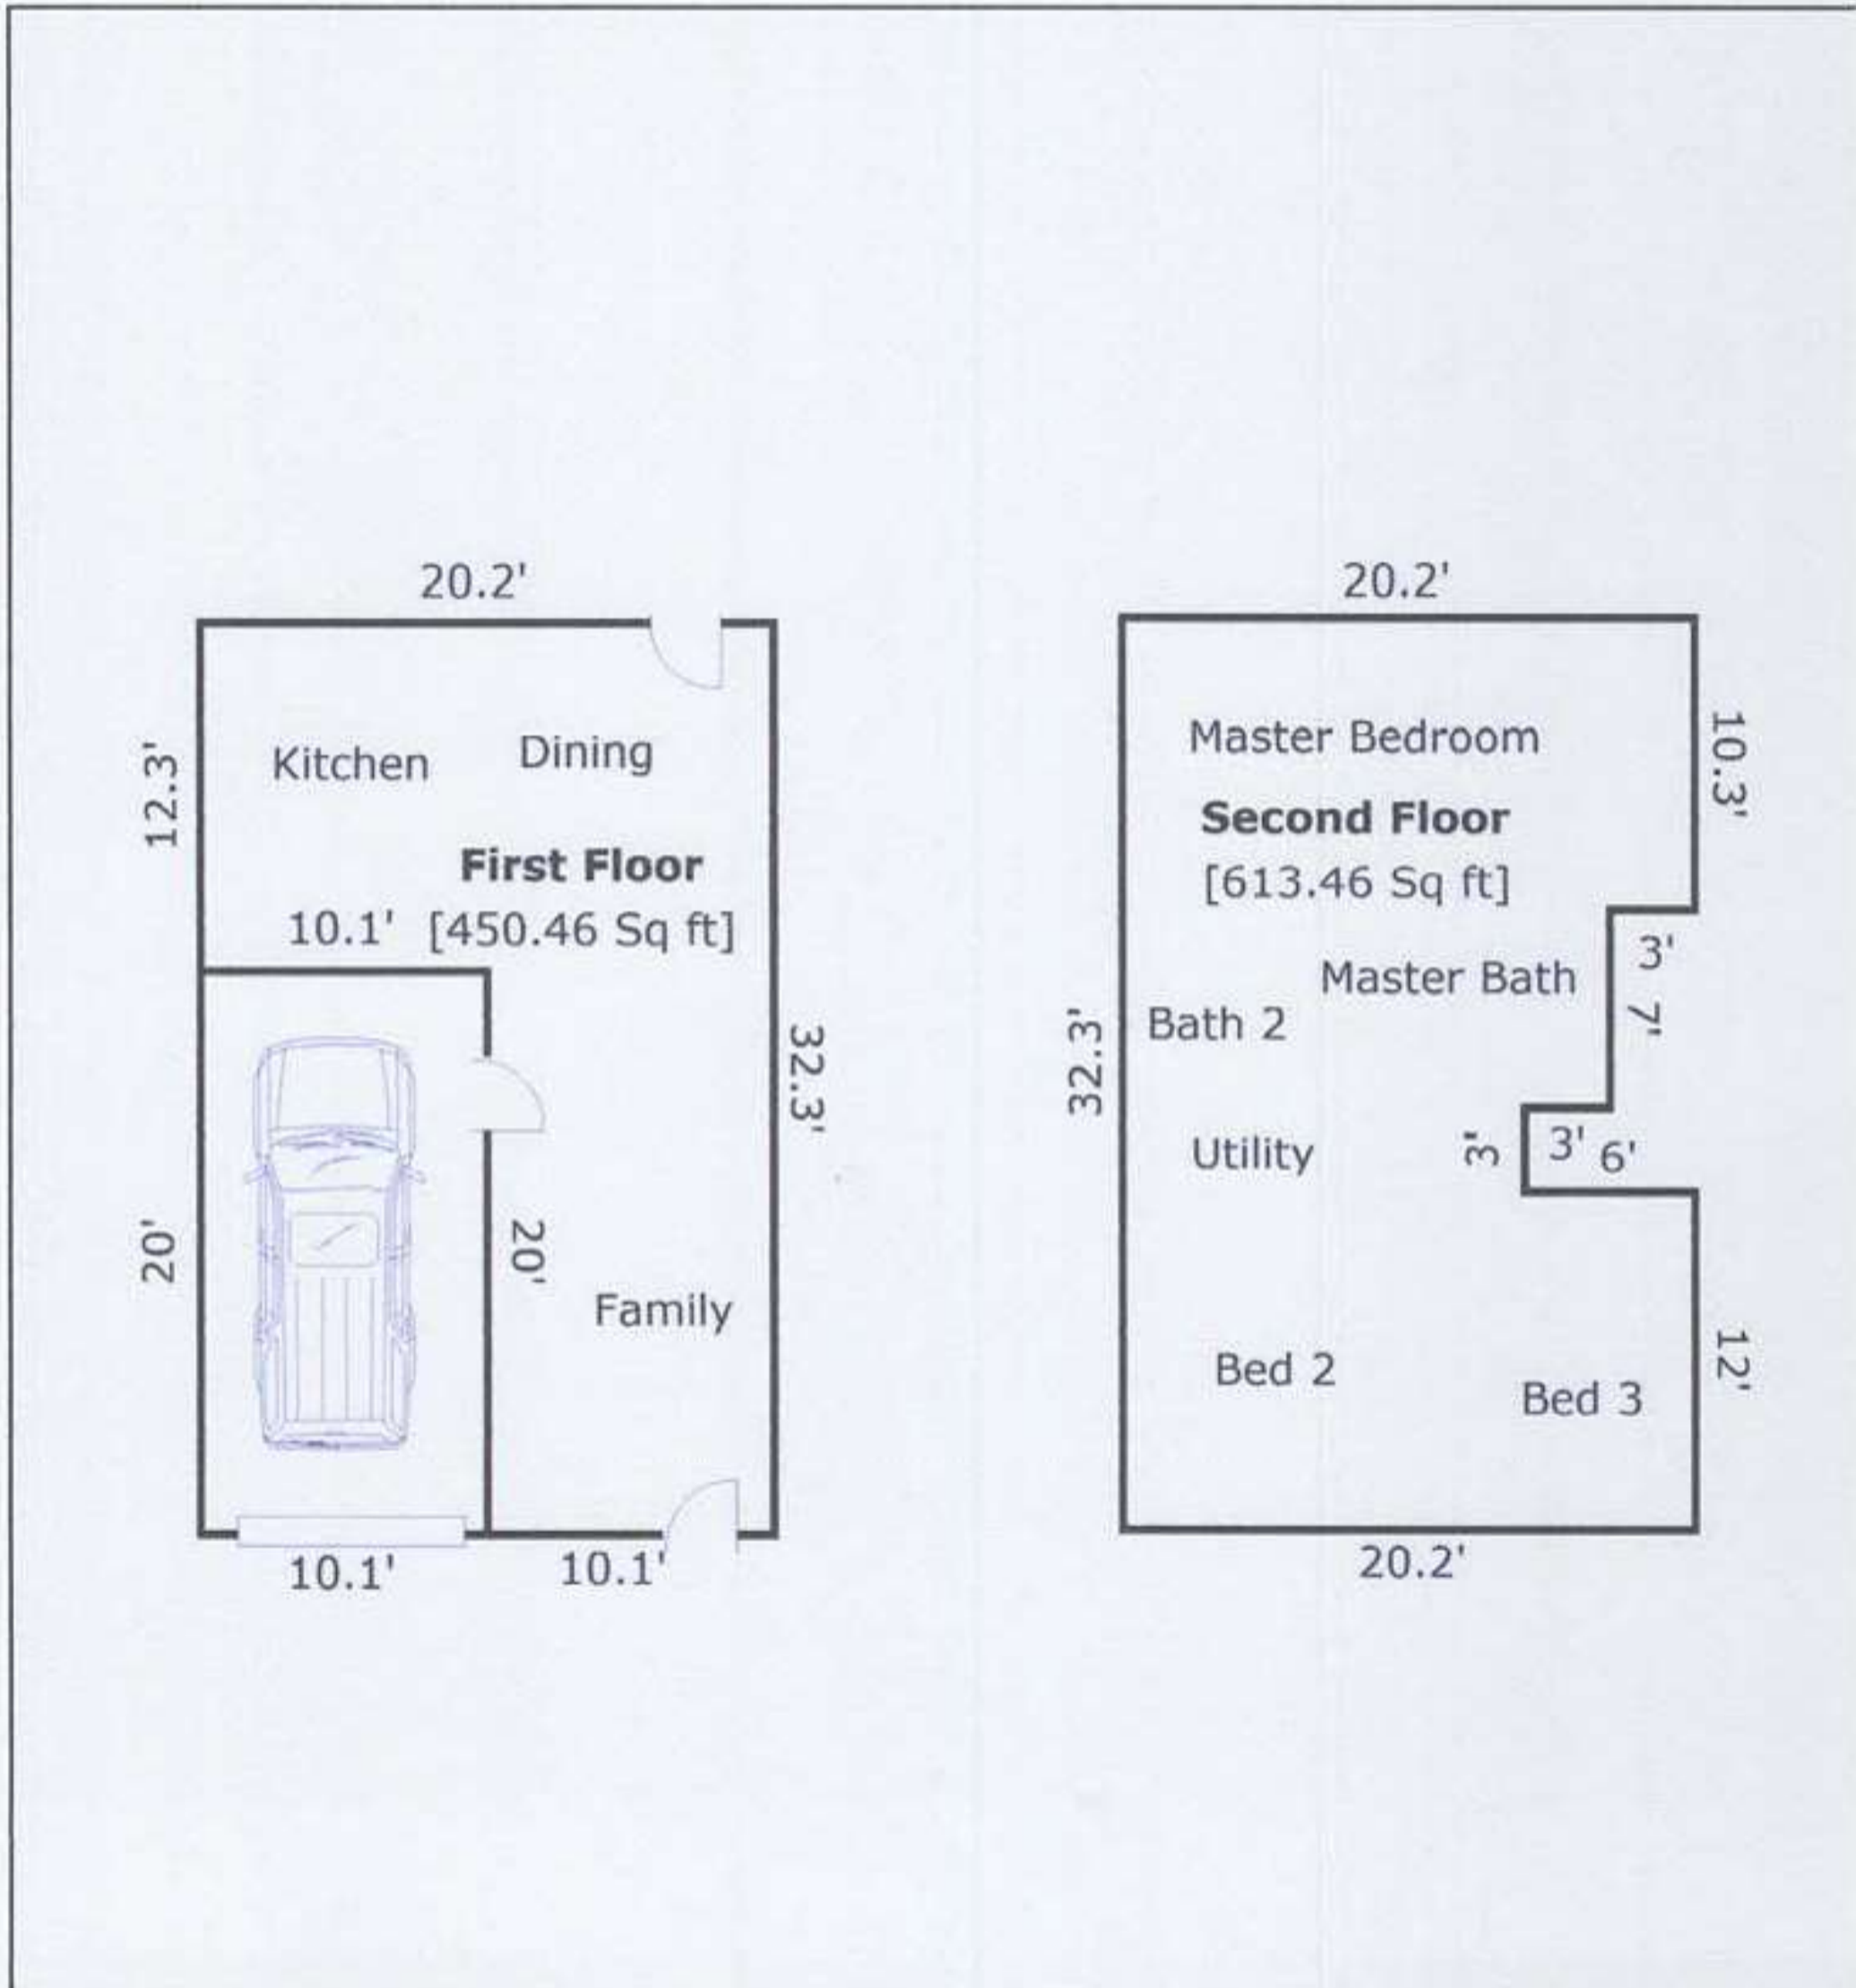 20.2'
Kitchen
Dining
12.3'
First Floor
10.1'
[450.46 Sq ft]
32.3'
20'
20'
Family
10.1'
10.1'
20.2'
Master Bedroom
10.3'
Second Floor
[613.46 Sq ft]
3'
Master Bath
7'
Bath 2
32.3'
Utility
3'
3'
6'
Bed 2
Bed 3
12'
20.2'